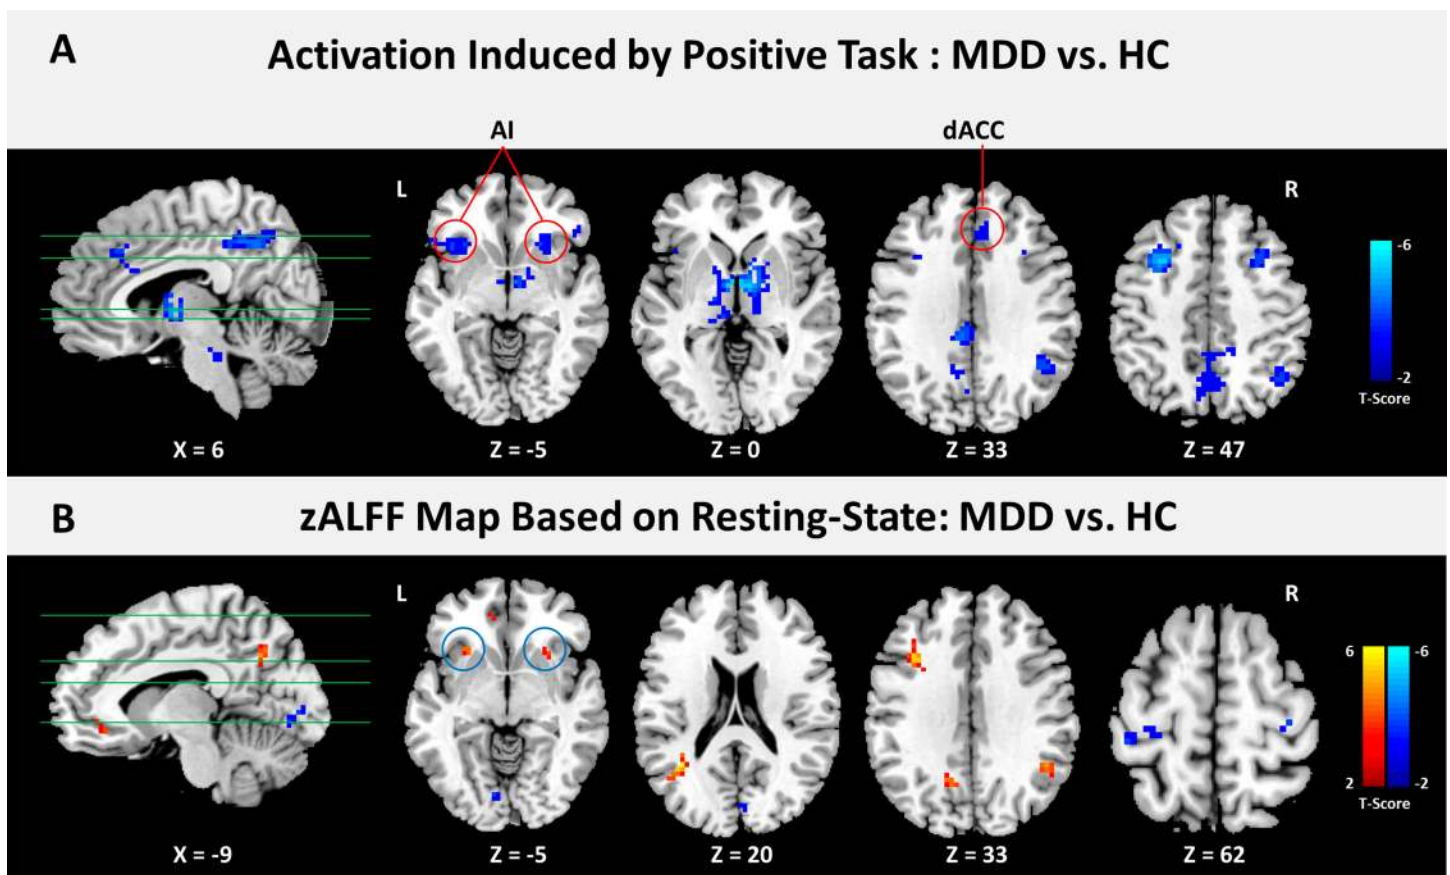 A
Activation Induced by Positive Task : MDD vs. HC
AI
dACC
L
R
-6
-2
T-Score
X = 6
Z = -5
Z = 0
Z = 33
Z = 47
B
zALFF Map Based on Resting-State: MDD vs. HC
L
R
6
-6
2
-2
T-Score
X = -9
Z = -5
Z = 20
Z = 33
Z = 62